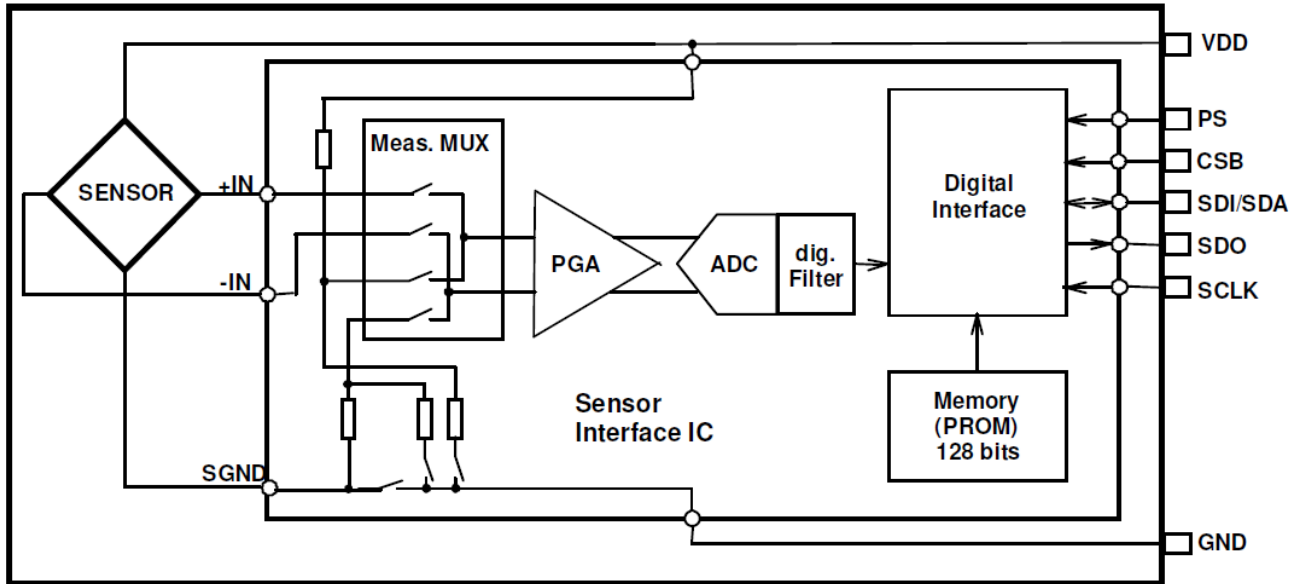 VDD
PS
CSB
SDI/SDA
SDO
SCLK
GND
SENSOR
+IN
-IN
SGND
Meas. MUX
PGA
ADC
dig.
Filter
Digital
Interface
Memory
(PROM)
128 bits
Sensor
Interface IC